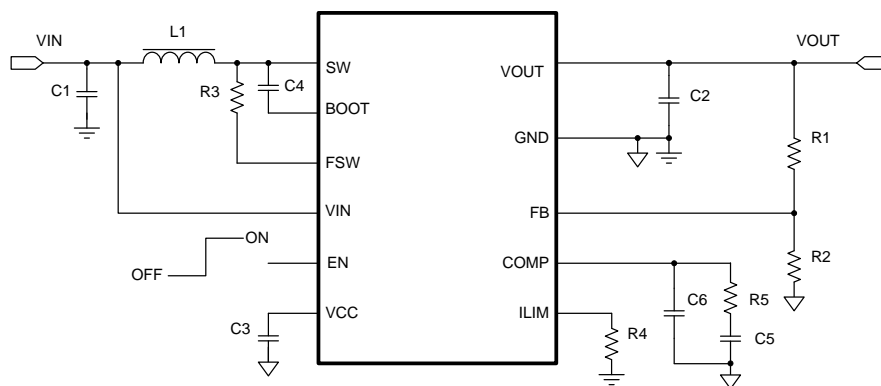 VIN
L1
VOUT
C1
R3
C4
SW
BOOT
FSW
VIN
EN
VCC
OFF
ON
C3
VOUT
GND
FB
COMP
ILIM
C2
R1
R2
C6
R5
R4
C5